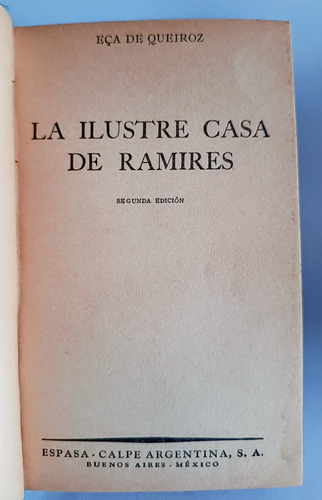 EÇA DE QUEIROZ
LA ILUSTRE CASA
DE RAMIRES
SEGUNDA EDICIÓN
ESPASA - CALPE ARGENTINA, S. A.
BUENOS AIRES - MÉXICO